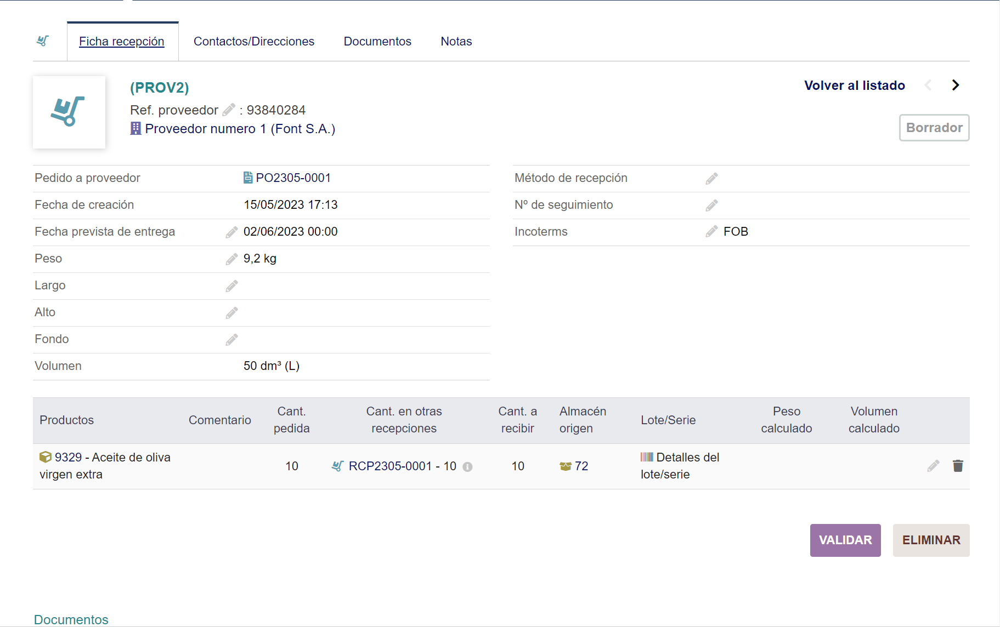 Ficha recepción
Contactos/Direcciones
Documentos
Notas
(PROV2)
Ref. proveedor : 93840284
Proveedor numero 1 (Font S.A.)
Volver al listado
Borrador
Pedido a proveedor PO2305-0001
Fecha de creación 15/05/2023 17:13
Fecha prevista de entrega 02/06/2023 00:00
Peso 9,2 kg
Largo
Alto
Fondo
Volumen 50 dm³ (L)
Método de recepción
Nº de seguimiento
Incoterms FOB
Productos
Comentario
Cant.
pedida
Cant. en otras
recepciones
Cant. a
recibir
Almacén
origen
Lote/Serie
Peso
calculado
Volumen
calculado
9329 - Aceite de oliva
virgen extra
10
RCP2305-0001 - 10
10
72
Detalles del
lote/serie
VALIDAR
ELIMINAR
Documentos